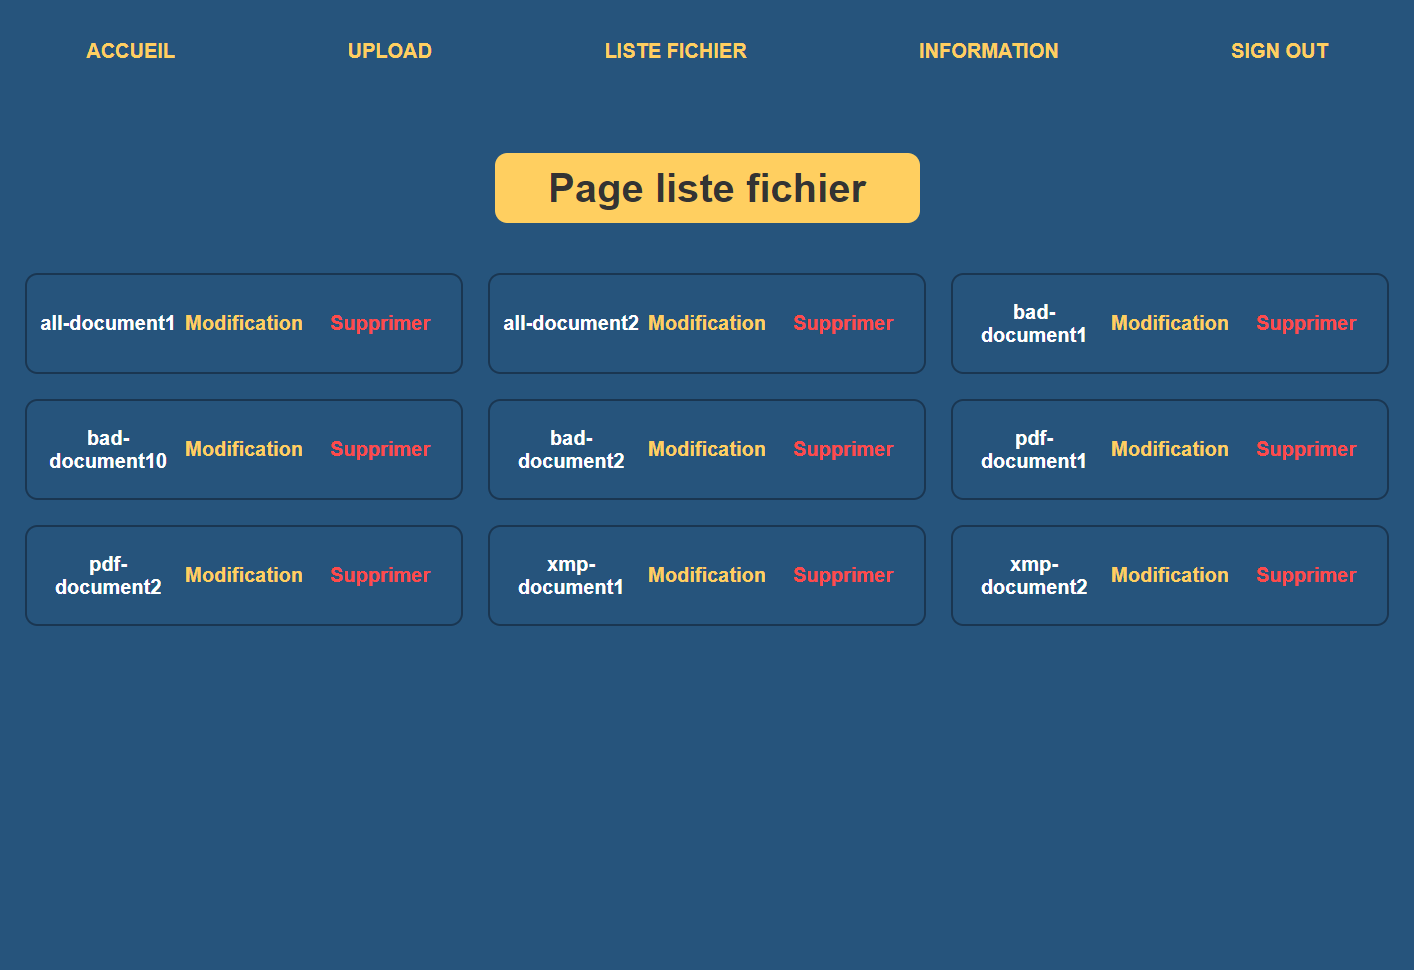 ACCUEIL UPLOAD LISTE FICHIER INFORMATION SIGN OUT
Page liste fichier
all-document1 Modification Supprimer
all-document2 Modification Supprimer
bad-
document1 Modification Supprimer
bad-
document10 Modification Supprimer
bad-
document2 Modification Supprimer
pdf-
document1 Modification Supprimer
pdf-
document2 Modification Supprimer
xmp-
document1 Modification Supprimer
xmp-
document2 Modification Supprimer